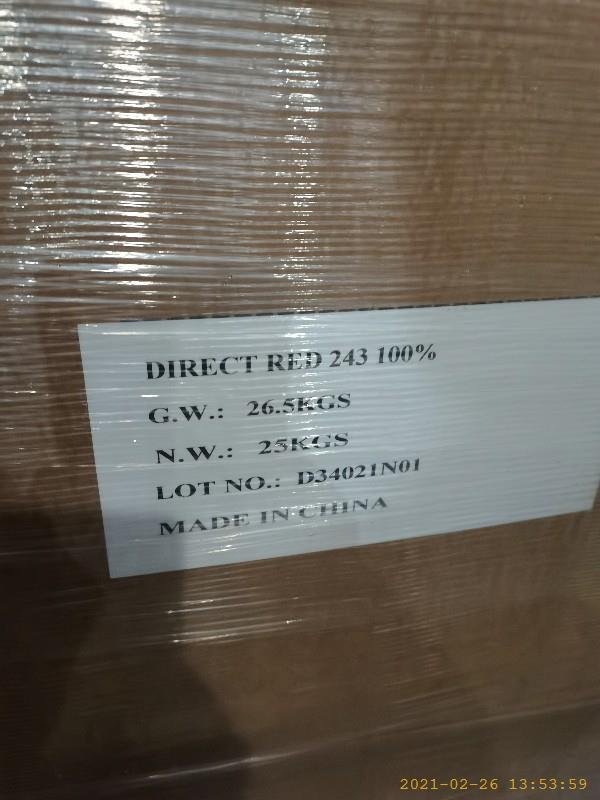 DIRECT RED 243 100%
G.W.: 26.5KGS
N.W.: 25KGS
LOT NO.: D34021N01
MADE IN CHINA
2021-02-26 13:53:59